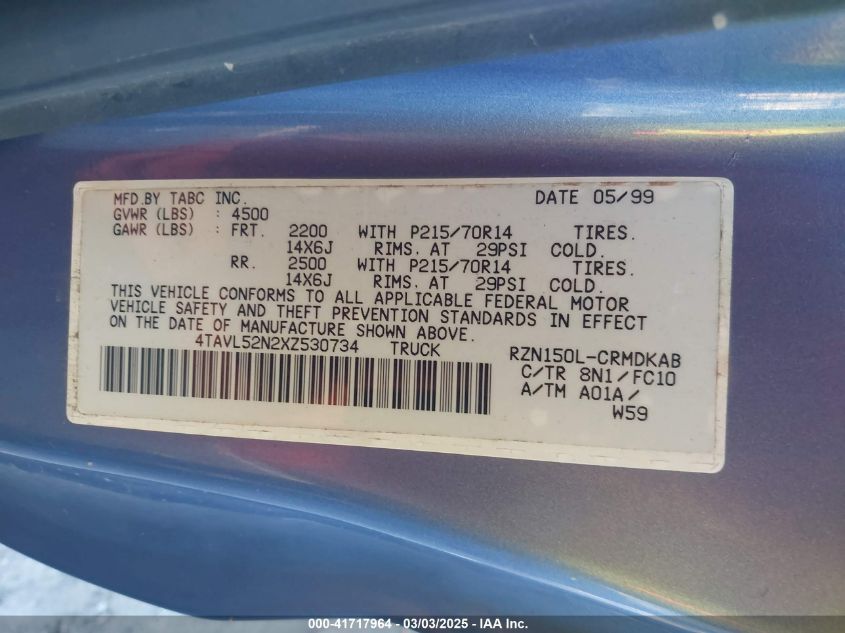 MFD.BY TABC INC. DATE 05/99
GVWR (LBS) : 4500
GAWR (LBS) : FRT. 2200 WITH P215/70R14 TIRES.
14X6J RIMS. AT 29PSI COLD.
RR. 2500 WITH P215/70R14 TIRES.
14X6J RIMS. AT 29PSI COLD.
THIS VEHICLE CONFORMS TO ALL APPLICABLE FEDERAL MOTOR
VEHICLE SAFETY AND THEFT PREVENTION STANDARDS IN EFFECT
ON THE DATE OF MANUFACTURE SHOWN ABOVE.
4TAVL52N2XZ530734 TRUCK RZN150L-CRMDKAB
C/TR 8N1/FC10
A/TM A01A/
W59
000-41717964 - 03/03/2025 - IAA Inc.